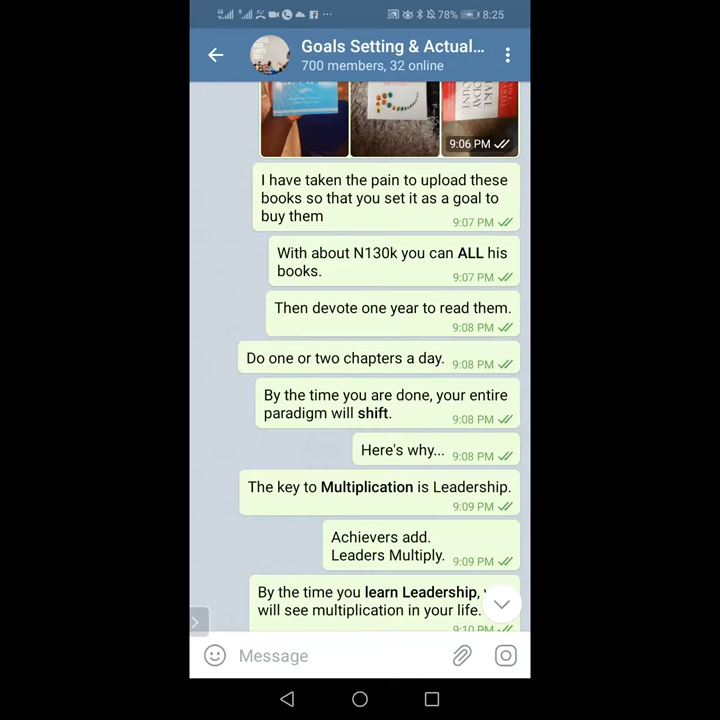 78% 8:25
Goals Setting & Actual...
700 members, 32 online
9:06 PM
I have taken the pain to upload these
books so that you set it as a goal to
buy them
9:07 PM
With about N130k you can ALL his
books.
9:07 PM
Then devote one year to read them.
9:08 PM
Do one or two chapters a day. 9:08 PM
By the time you are done, your entire
paradigm will shift.
9:08 PM
Here's why... 9:08 PM
The key to Multiplication is Leadership.
9:09 PM
Achievers add.
Leaders Multiply. 9:09 PM
By the time you learn Leadership,
will see multiplication in your life.
9:10 PM
Message